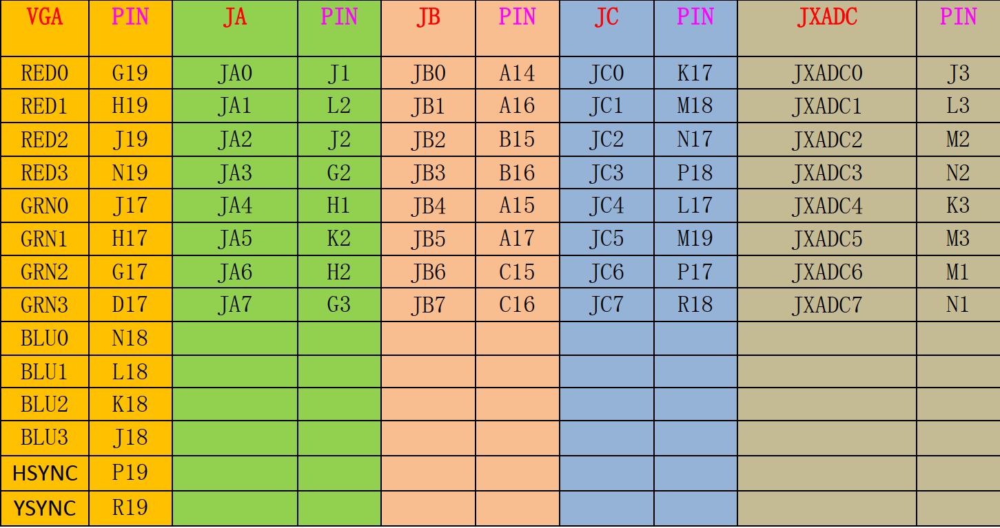 VGA PIN JA PIN JB PIN JC PIN JXADC PIN
RED0 G19 JA0 J1 JB0 A14 JC0 K17 JXADC0 J3
RED1 H19 JA1 L2 JB1 A16 JC1 M18 JXADC1 L3
RED2 J19 JA2 J2 JB2 B15 JC2 N17 JXADC2 M2
RED3 N19 JA3 G2 JB3 B16 JC3 P18 JXADC3 N2
GRN0 J17 JA4 H1 JB4 A15 JC4 L17 JXADC4 K3
GRN1 H17 JA5 K2 JB5 A17 JC5 M19 JXADC5 M3
GRN2 G17 JA6 H2 JB6 C15 JC6 P17 JXADC6 M1
GRN3 D17 JA7 G3 JB7 C16 JC7 R18 JXADC7 N1
BLU0 N18
BLU1 L18
BLU2 K18
BLU3 J18
HSYNC P19
YSYNC R19